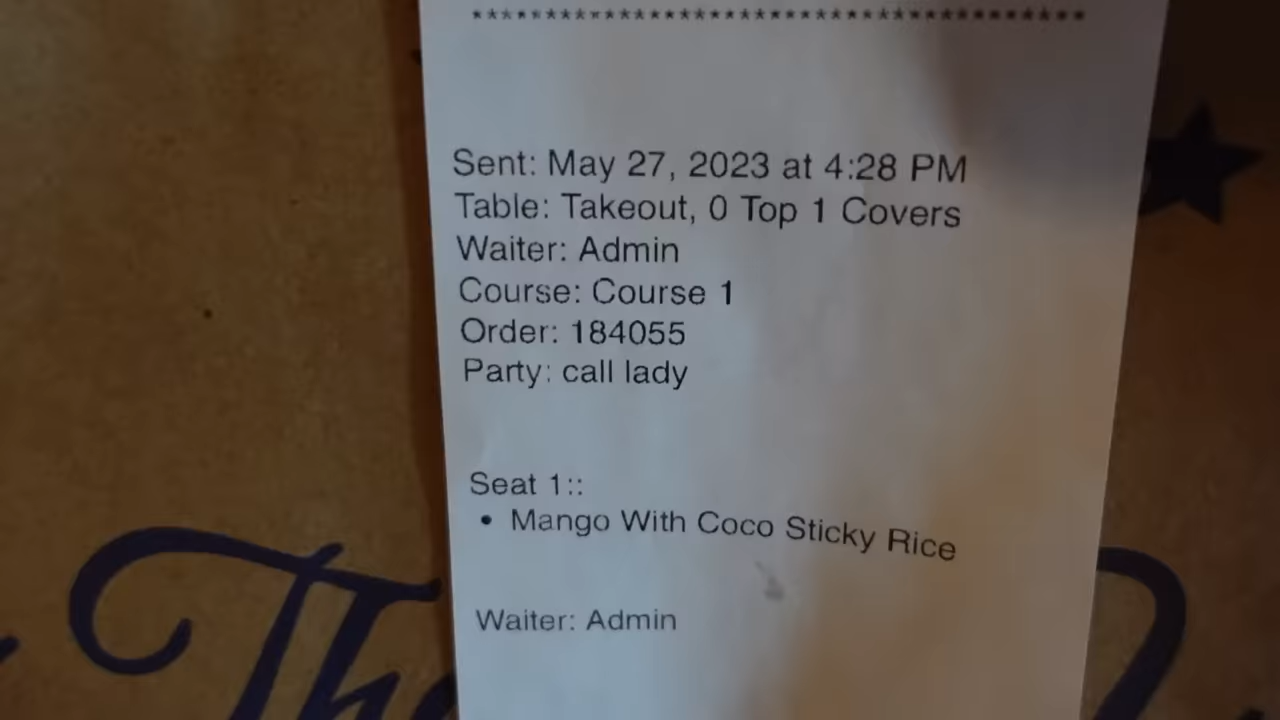 ******************************************
Sent: May 27, 2023 at 4:28 PM
Table: Takeout, 0 Top 1 Covers
Waiter: Admin
Course: Course 1
Order: 184055
Party: call lady
Seat 1::
• Mango With Coco Sticky Rice
Waiter: Admin